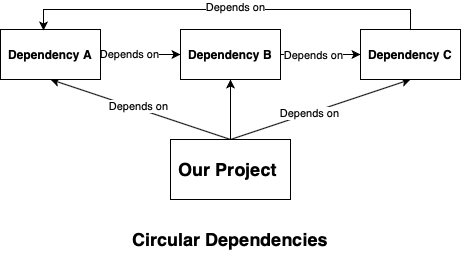 Depends on
Dependency A
Depends on
Dependency B
Depends on
Dependency C
Depends on
Depends on
Our Project
Circular Dependencies